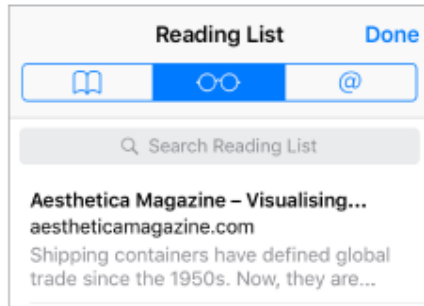 Reading List Done
@
Search Reading List
Aesthetica Magazine – Visualising...
aestheticamagazine.com
Shipping containers have defined global
trade since the 1950s. Now, they are...